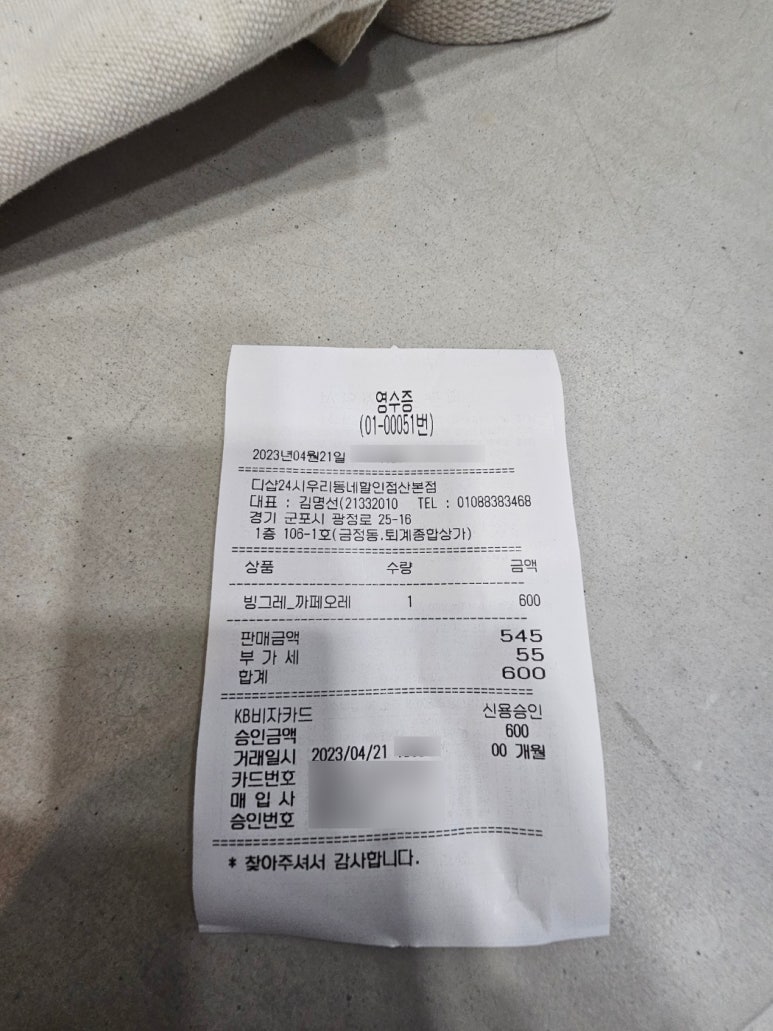 영수증
(01-00051번)
2023년04월21일
디샵24시우리동네할인점산본점
대표 : 김명선(21332010 TEL : 01088383468
경기 군포시 광정로 25-16
1층 106-1호(금정동.퇴계종합상가)
상품 수량 금액
빙그레_까페오레 1 600
판매금액 545
부 가 세 55
합계 600
KB비자카드 신용승인
승인금액 600
거래일시 2023/04/21 00 개월
카드번호
매 입 사
승인번호
* 찾아주셔서 감사합니다.